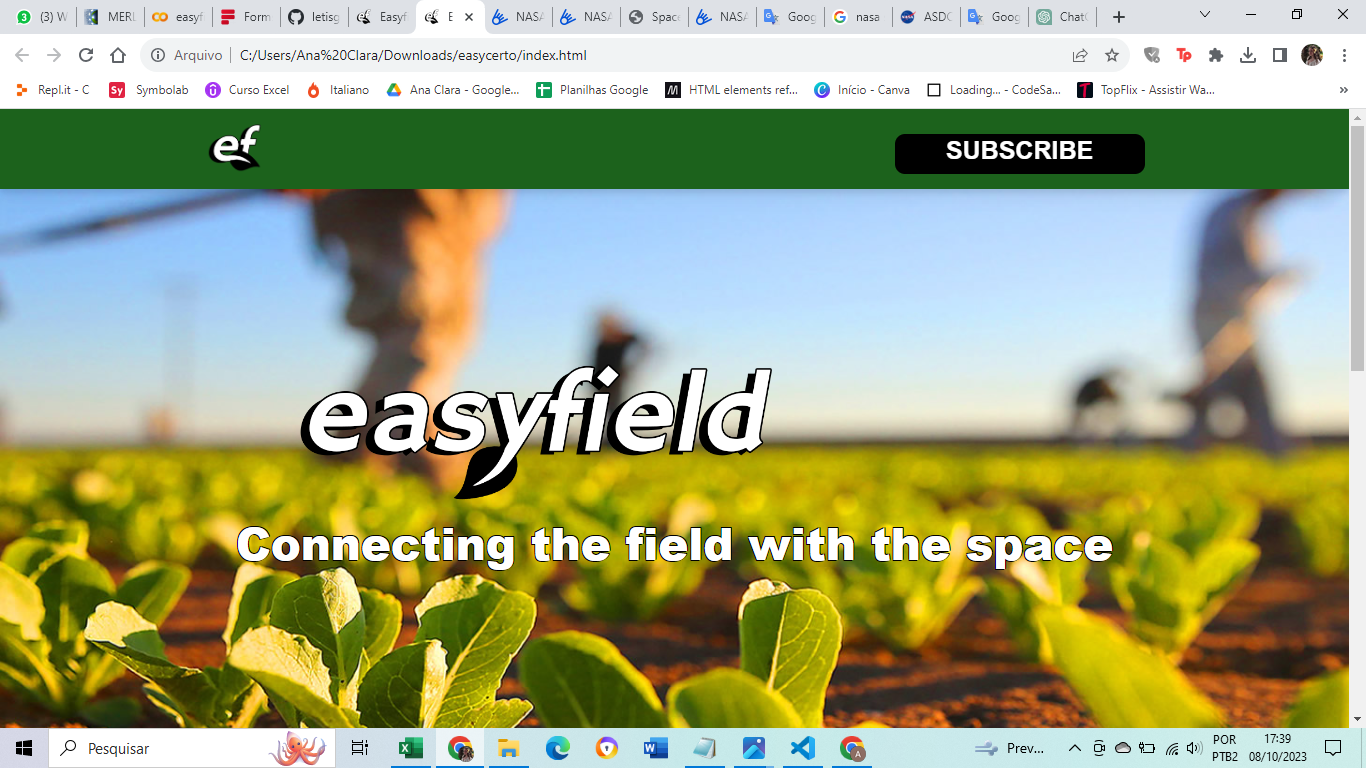 (3) W
MERL
easyf
Form
letisg
Easyf
E
NASA
NASA
Space
NASA
Goog
nasa
ASDC
Goog
ChatG
Arquivo C:/Users/Ana%20Clara/Downloads/easycerto/index.html
Repl.it - C
Symbolab
Curso Excel
Italiano
Ana Clara - Google...
Planilhas Google
HTML elements ref...
Início - Canva
Loading... - CodeSa...
TopFlix - Assistir Wa...
ef
SUBSCRIBE
easyfield
Connecting the field with the space
Pesquisar
Prev...
POR
PTB2
17:39
08/10/2023